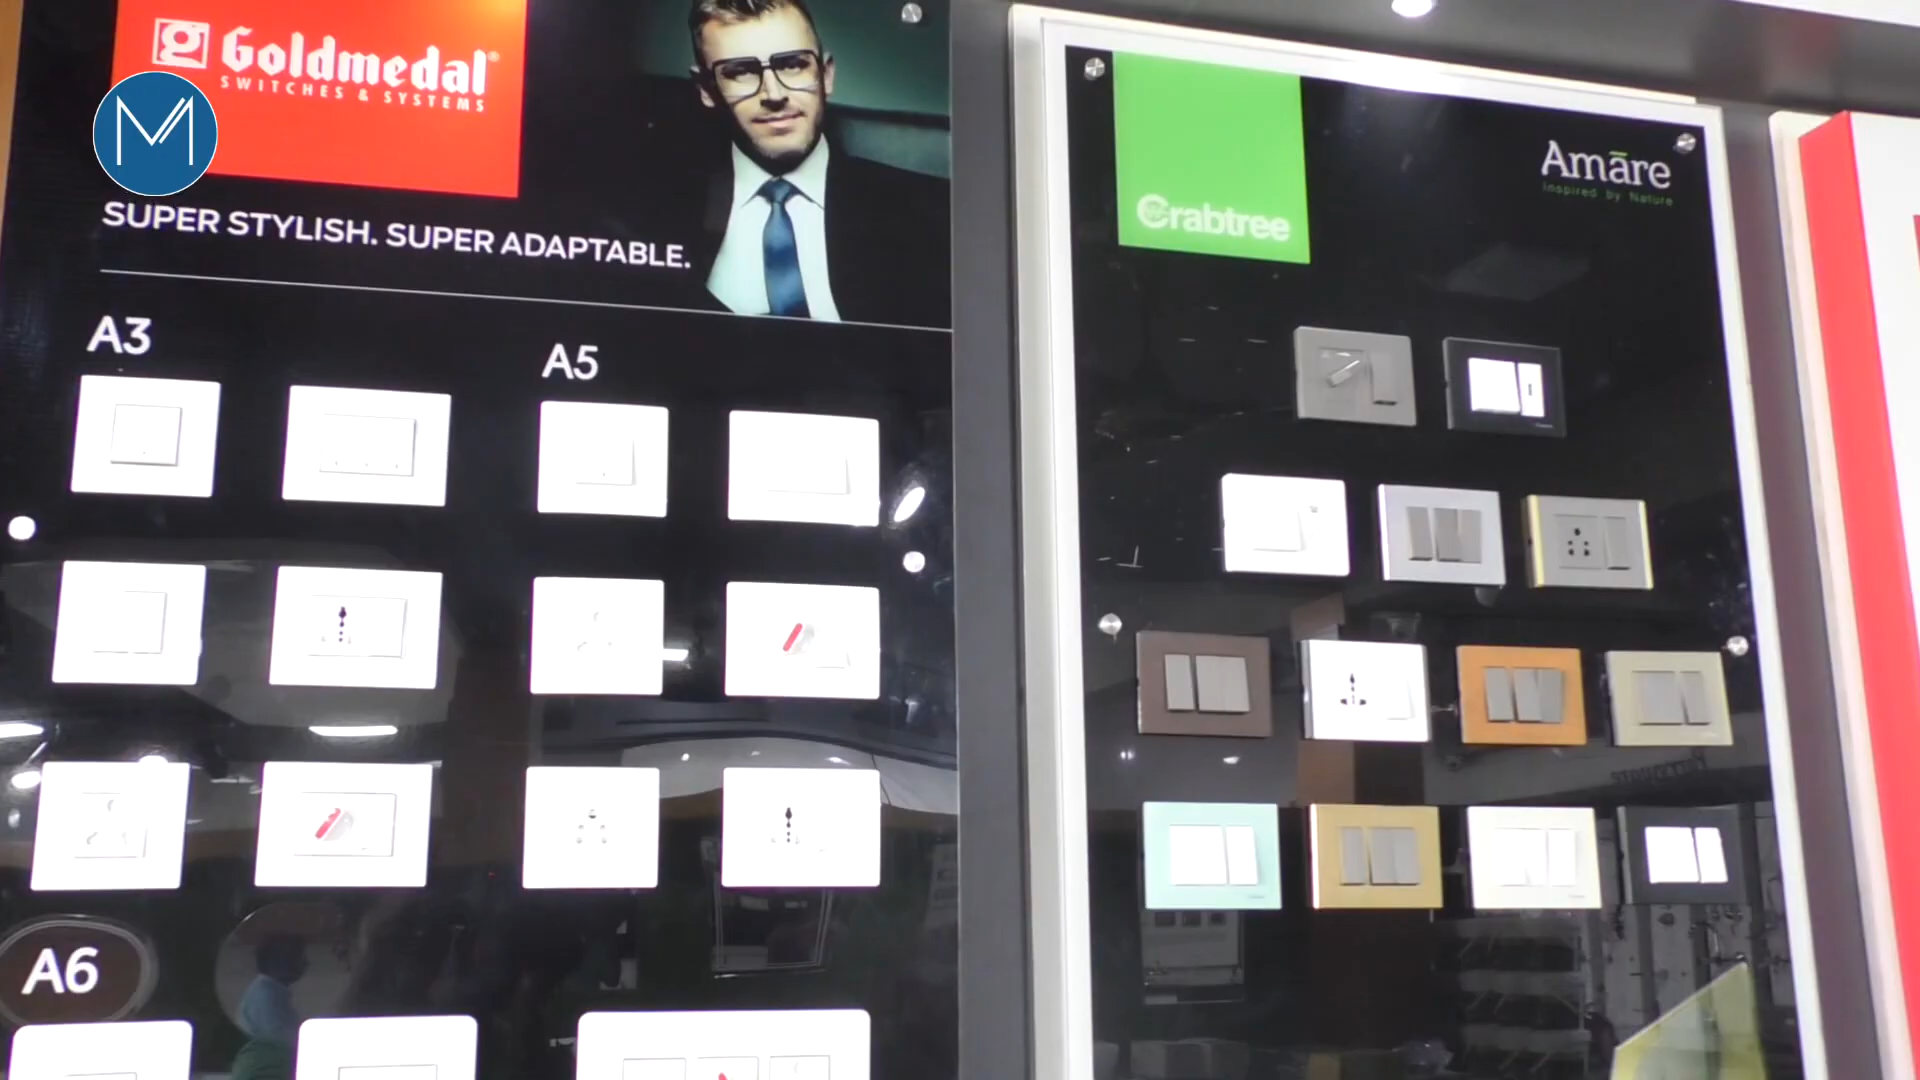 g Goldmedal®
SWITCHES & SYSTEMS
M
SUPER STYLISH. SUPER ADAPTABLE.
A3
A5
A6
Crabtree
Amāre
Inspired by Nature